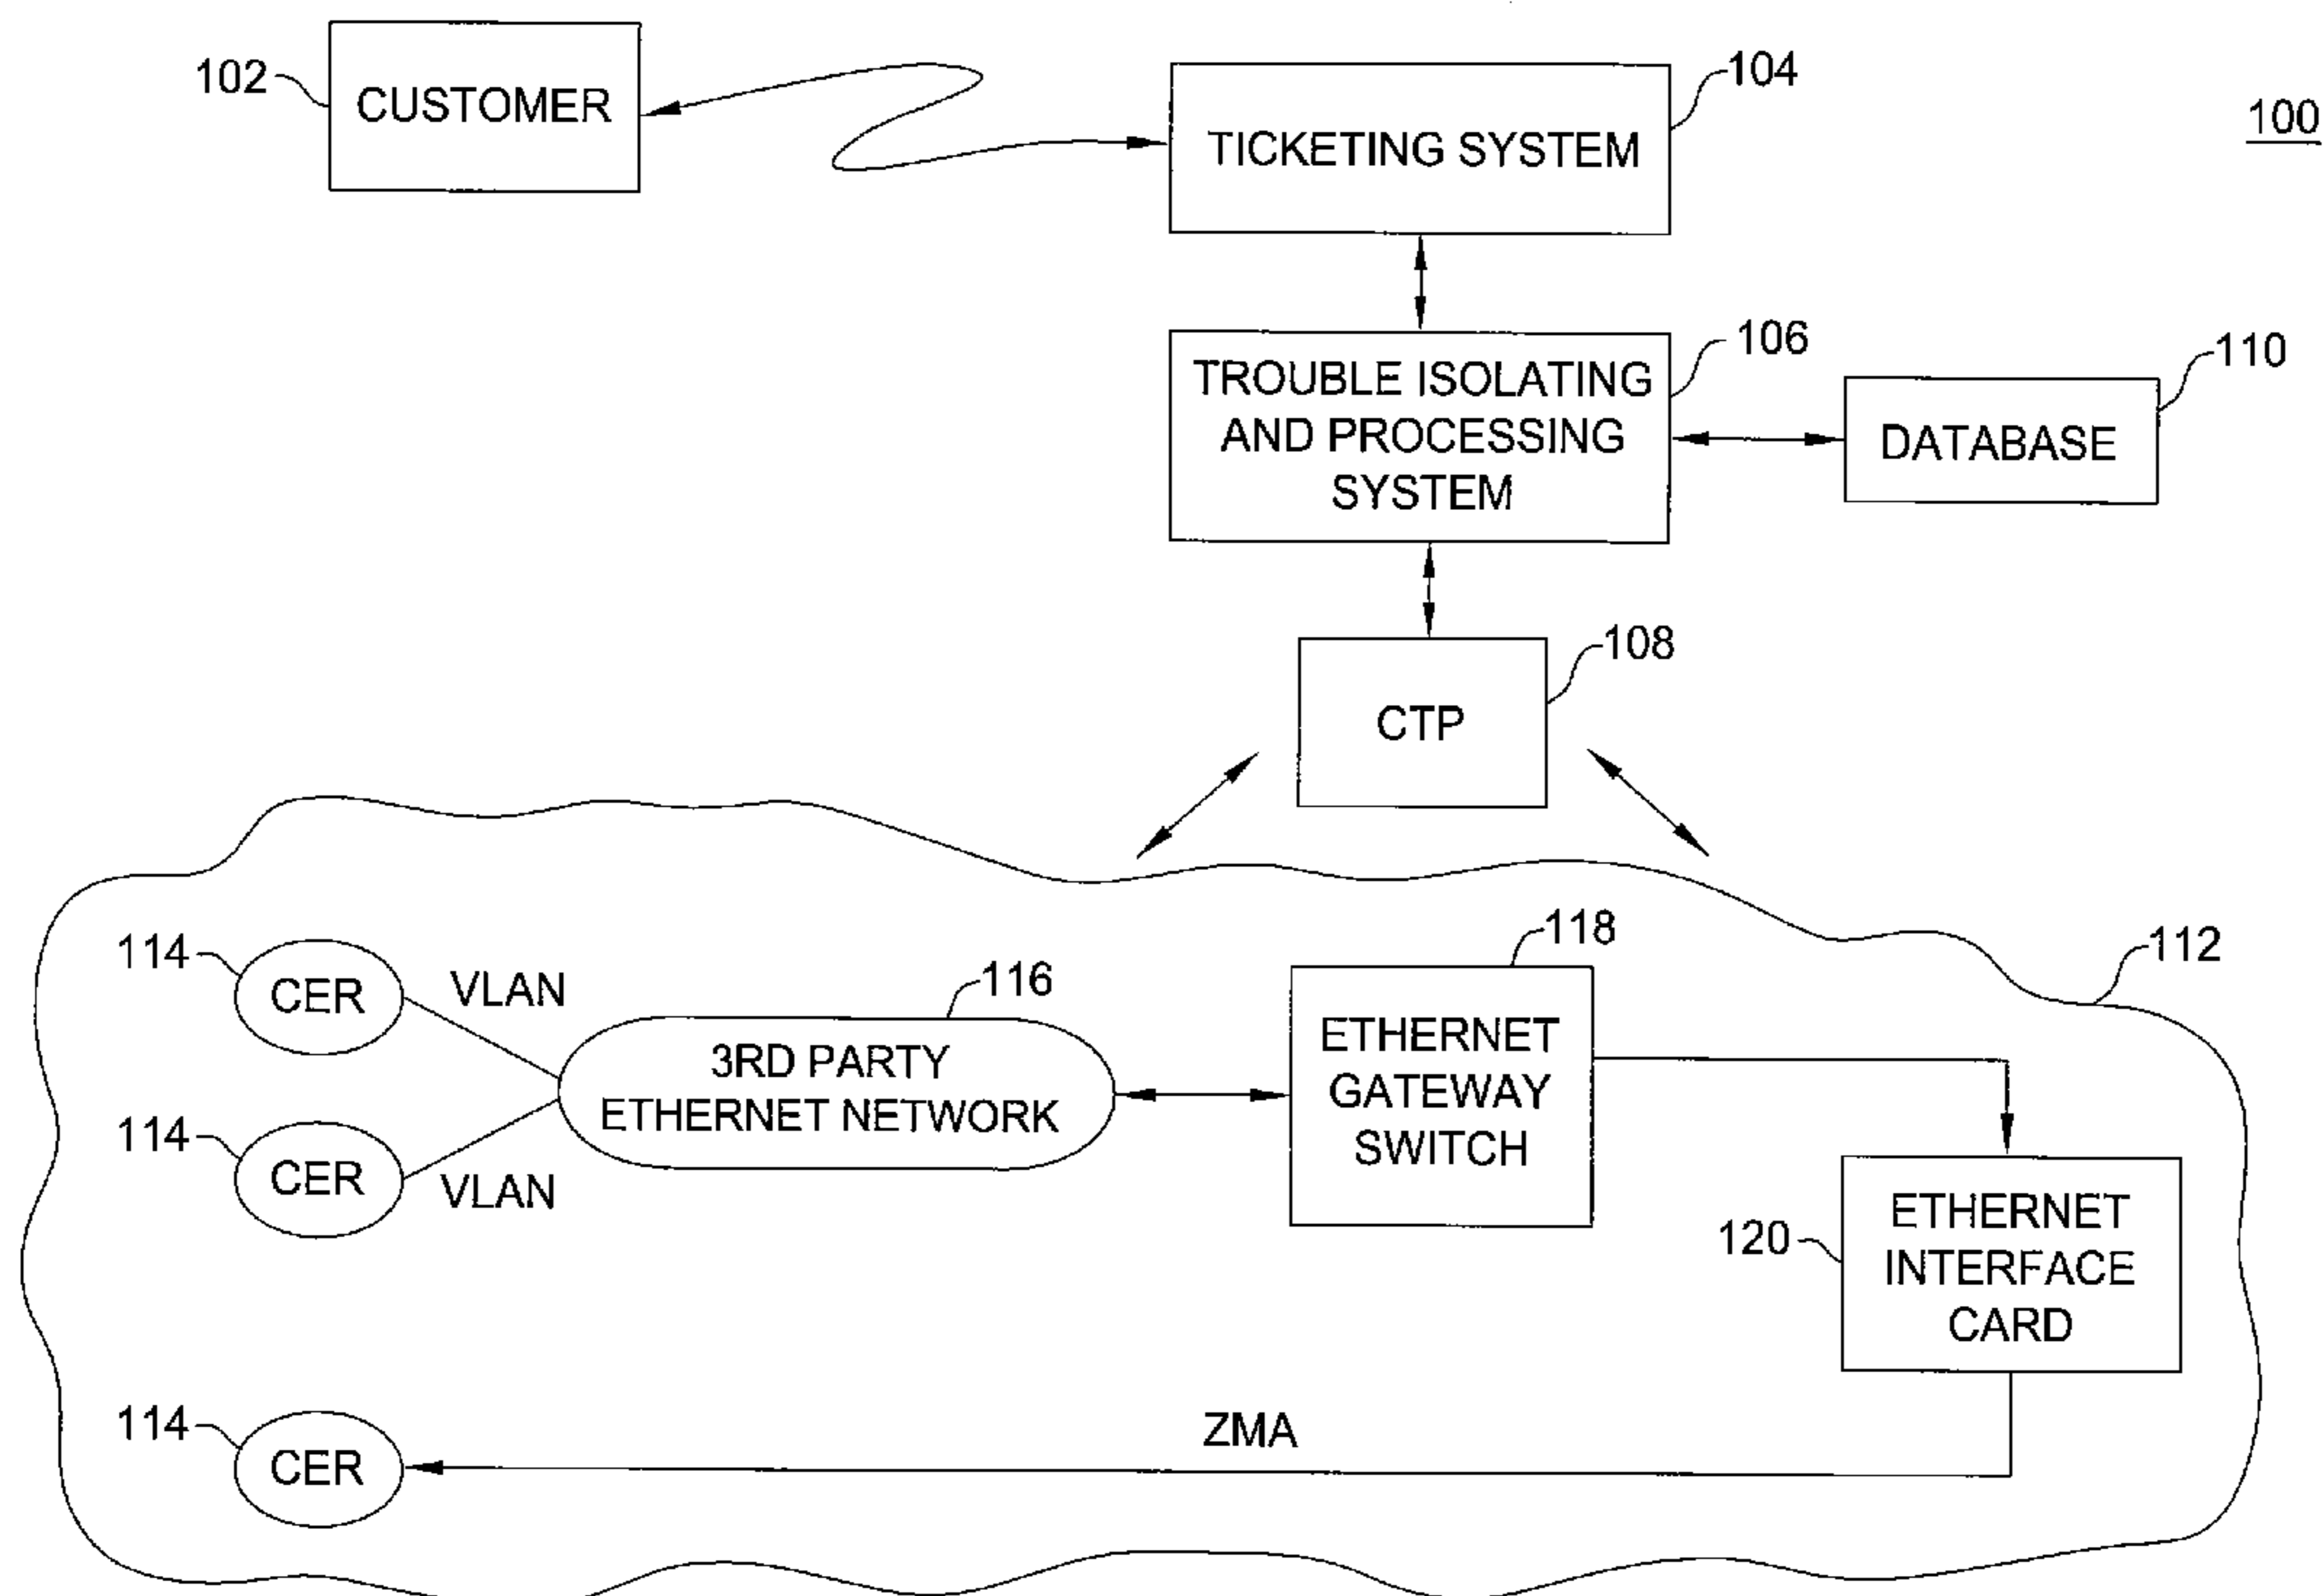 102
CUSTOMER
104
TICKETING SYSTEM
100
106
TROUBLE ISOLATING
AND PROCESSING
SYSTEM
110
DATABASE
108
CTP
112
114
CER
VLAN
116
3RD PARTY
ETHERNET NETWORK
118
ETHERNET
GATEWAY
SWITCH
114
CER
VLAN
120
ETHERNET
INTERFACE
CARD
114
CER
ZMA